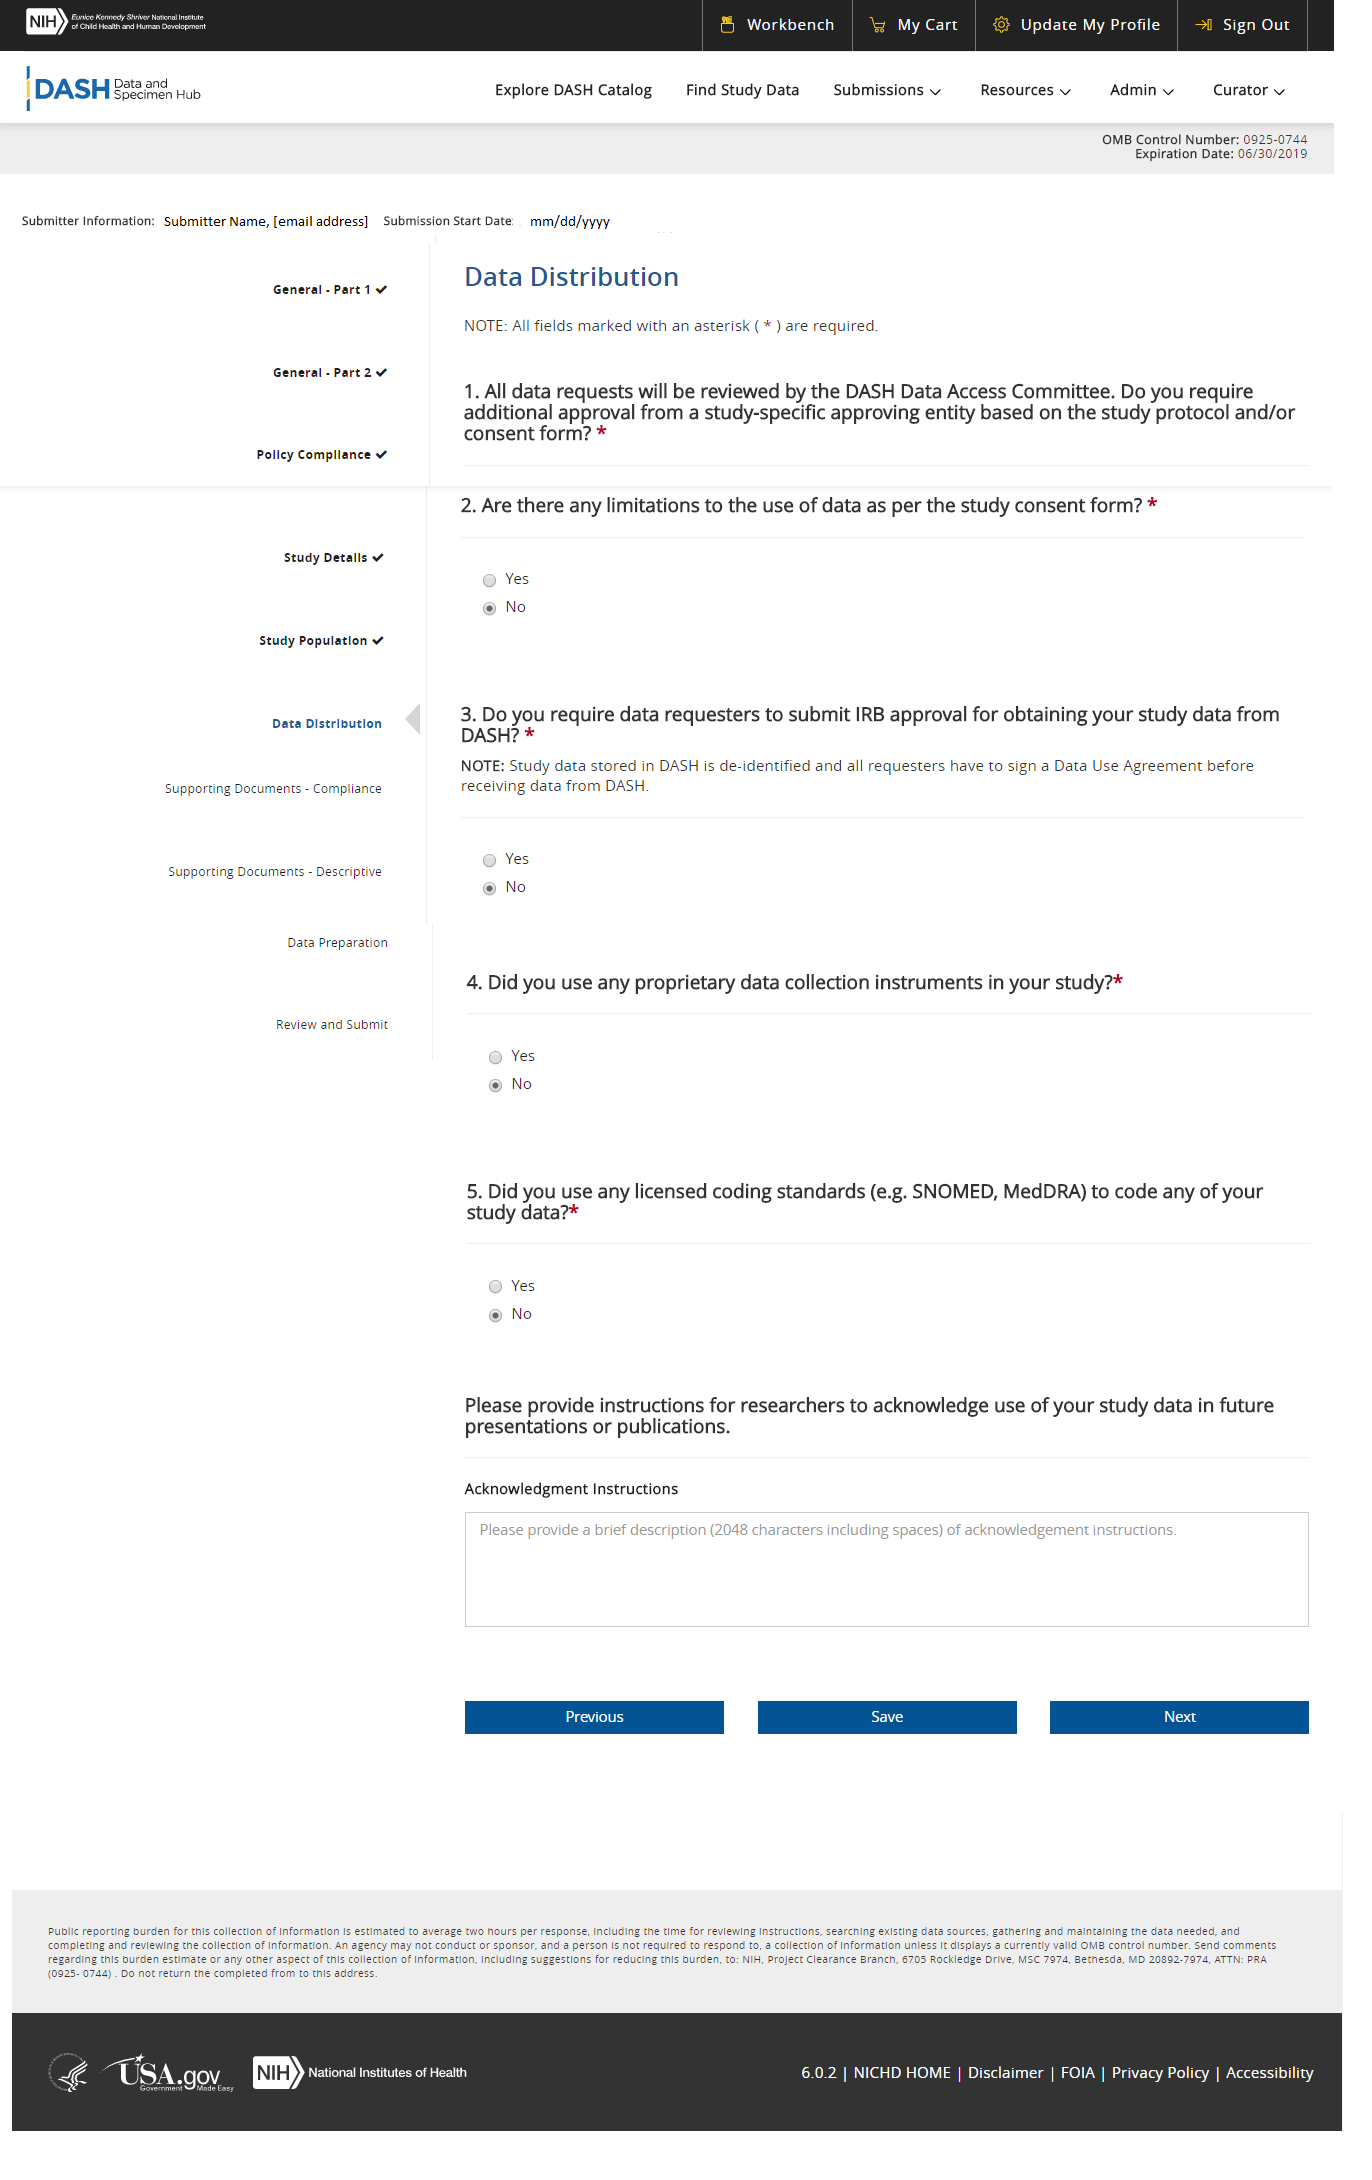 NIH Eunice Kennedy Shriver National Institute
of Child Health and Human Development
Workbench
My Cart
Update My Profile
Sign Out
DASH Data and
Specimen Hub
Explore DASH Catalog
Find Study Data
Submissions
Resources
Admin
Curator
OMB Control Number: 0925-0744
Expiration Date: 06/30/2019
Submitter Information: Submitter Name, [email address] Submission Start Date: mm/dd/yyyy
General - Part 1
General - Part 2
Policy Compliance
Study Details
Study Population
Data Distribution
Supporting Documents - Compliance
Supporting Documents - Descriptive
Data Preparation
Review and Submit
Data Distribution
NOTE: All fields marked with an asterisk ( * ) are required.
1. All data requests will be reviewed by the DASH Data Access Committee. Do you require
additional approval from a study-specific approving entity based on the study protocol and/or
consent form? *
2. Are there any limitations to the use of data as per the study consent form? *
Yes
No
3. Do you require data requesters to submit IRB approval for obtaining your study data from
DASH? *
NOTE: Study data stored in DASH is de-identified and all requesters have to sign a Data Use Agreement before
receiving data from DASH.
Yes
No
4. Did you use any proprietary data collection instruments in your study?*
Yes
No
5. Did you use any licensed coding standards (e.g. SNOMED, MedDRA) to code any of your
study data?*
Yes
No
Please provide instructions for researchers to acknowledge use of your study data in future
presentations or publications.
Acknowledgment Instructions
Please provide a brief description (2048 characters including spaces) of acknowledgement instructions.
Previous
Save
Next
Public reporting burden for this collection of information is estimated to average two hours per response, including the time for reviewing instructions, searching existing data sources, gathering and maintaining the data needed, and
completing and reviewing the collection of information. An agency may not conduct or sponsor, and a person is not required to respond to, a collection of information unless it displays a currently valid OMB control number. Send comments
regarding this burden estimate or any other aspect of this collection of information, including suggestions for reducing this burden, to: NIH, Project Clearance Branch, 6705 Rockledge Drive, MSC 7974, Bethesda, MD 20892-7974, ATTN: PRA
(0925- 0744) . Do not return the completed from to this address.
USA.gov
Government Made Easy
NIH National Institutes of Health
6.0.2 | NICHD HOME | Disclaimer | FOIA | Privacy Policy | Accessibility